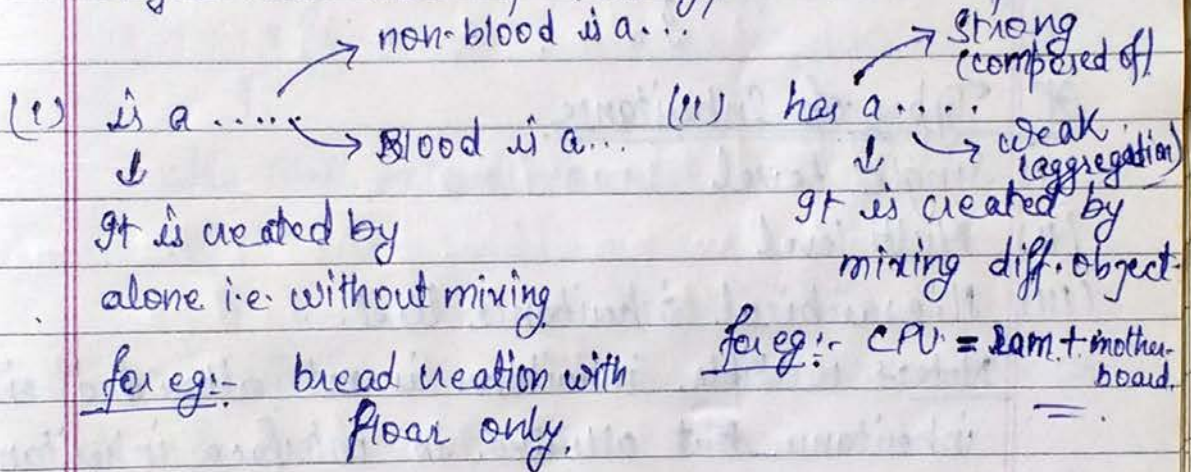 non-blood is a...
Strong
(composed of)
(i) is a .....
(ii) has a .....
Blood is a...
weak
(aggregation)
It is created by
alone i.e. without mixing.
It is created by
mixing diff. object.
for eg:- bread creation with
floar only.
for eg:- CPU = Ram + mother-
board.